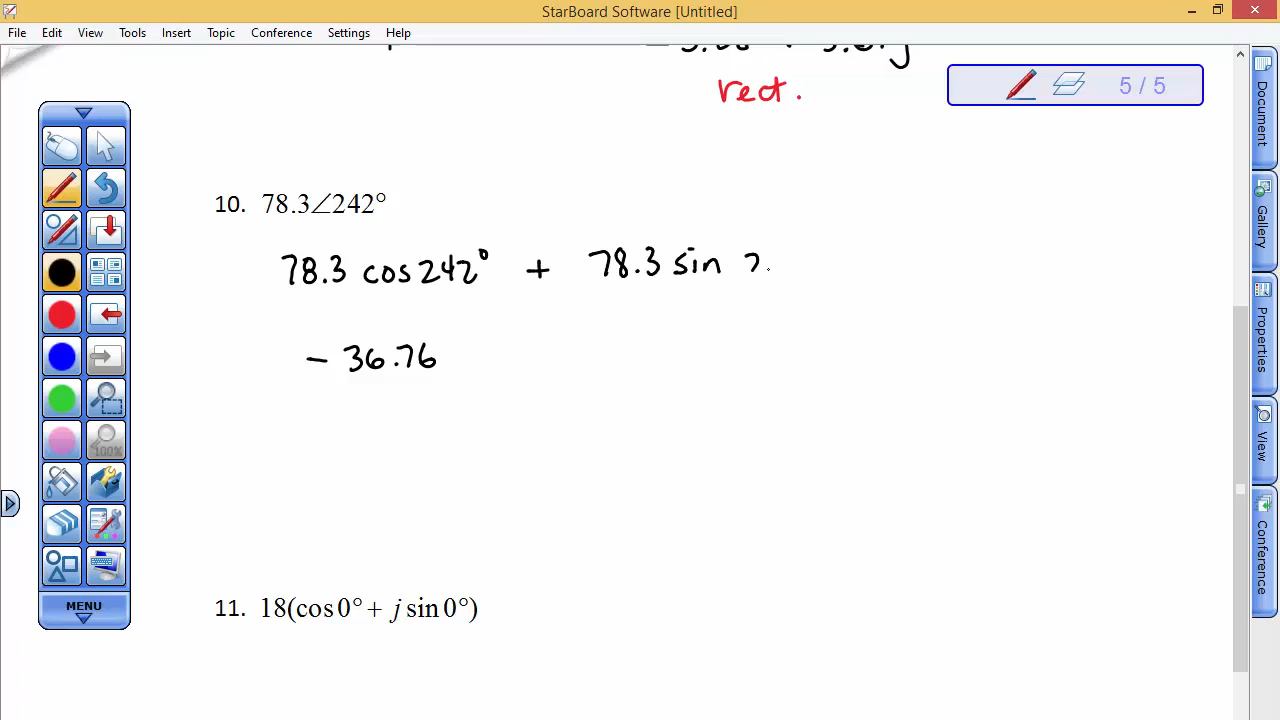 StarBoard Software [Untitled]
File Edit View Tools Insert Topic Conference Settings Help
rect.
5 / 5
Document
Gallery
Properties
View
Conference
100%
MENU
10. 78.3∠242°
78.3 cos 242° + 78.3 sin 2
- 36.76
11. 18(cos 0° + j sin 0°)